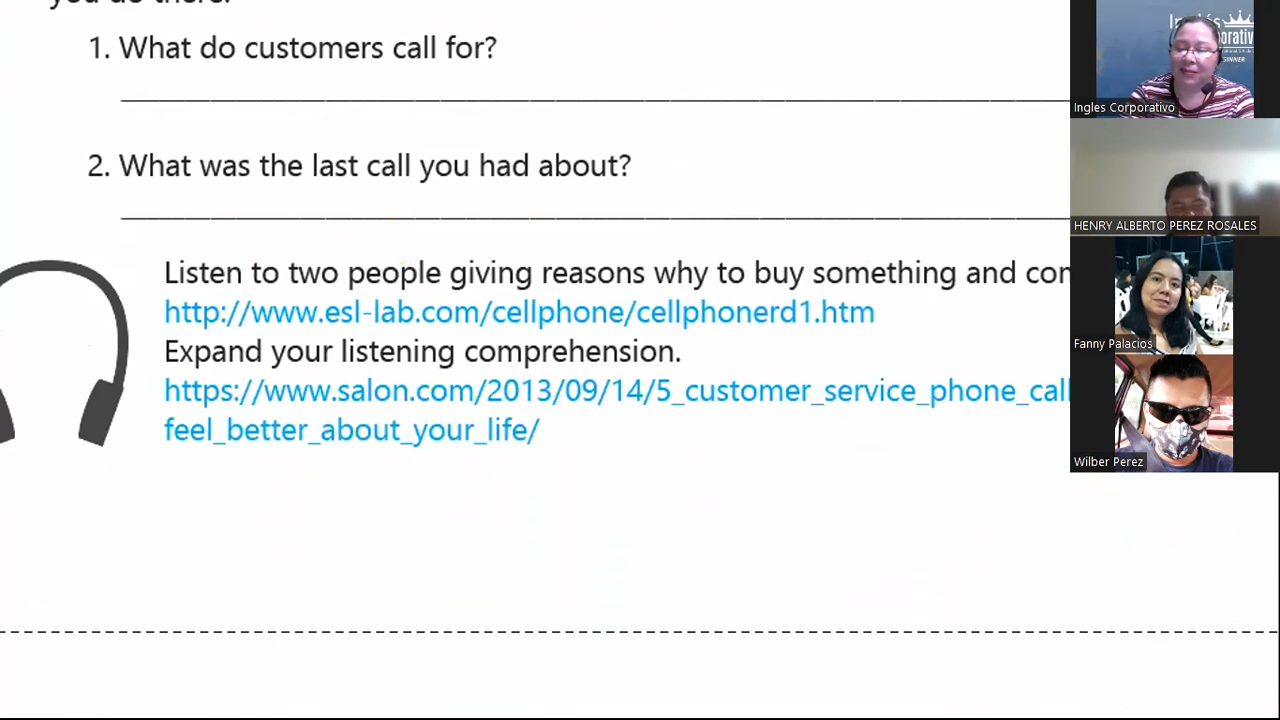 you do there.
1. What do customers call for?
2. What was the last call you had about?
Listen to two people giving reasons why to buy something and
http://www.esl-lab.com/cellphone/cellphonerd1.htm
Expand your listening comprehension.
https://www.salon.com/2013/09/14/5_customer_service_phone_call
feel_better_about_your_life/
Ingles Corporativo
HENRY ALBERTO PEREZ ROSALES
Fanny Palacios
Wilber Perez